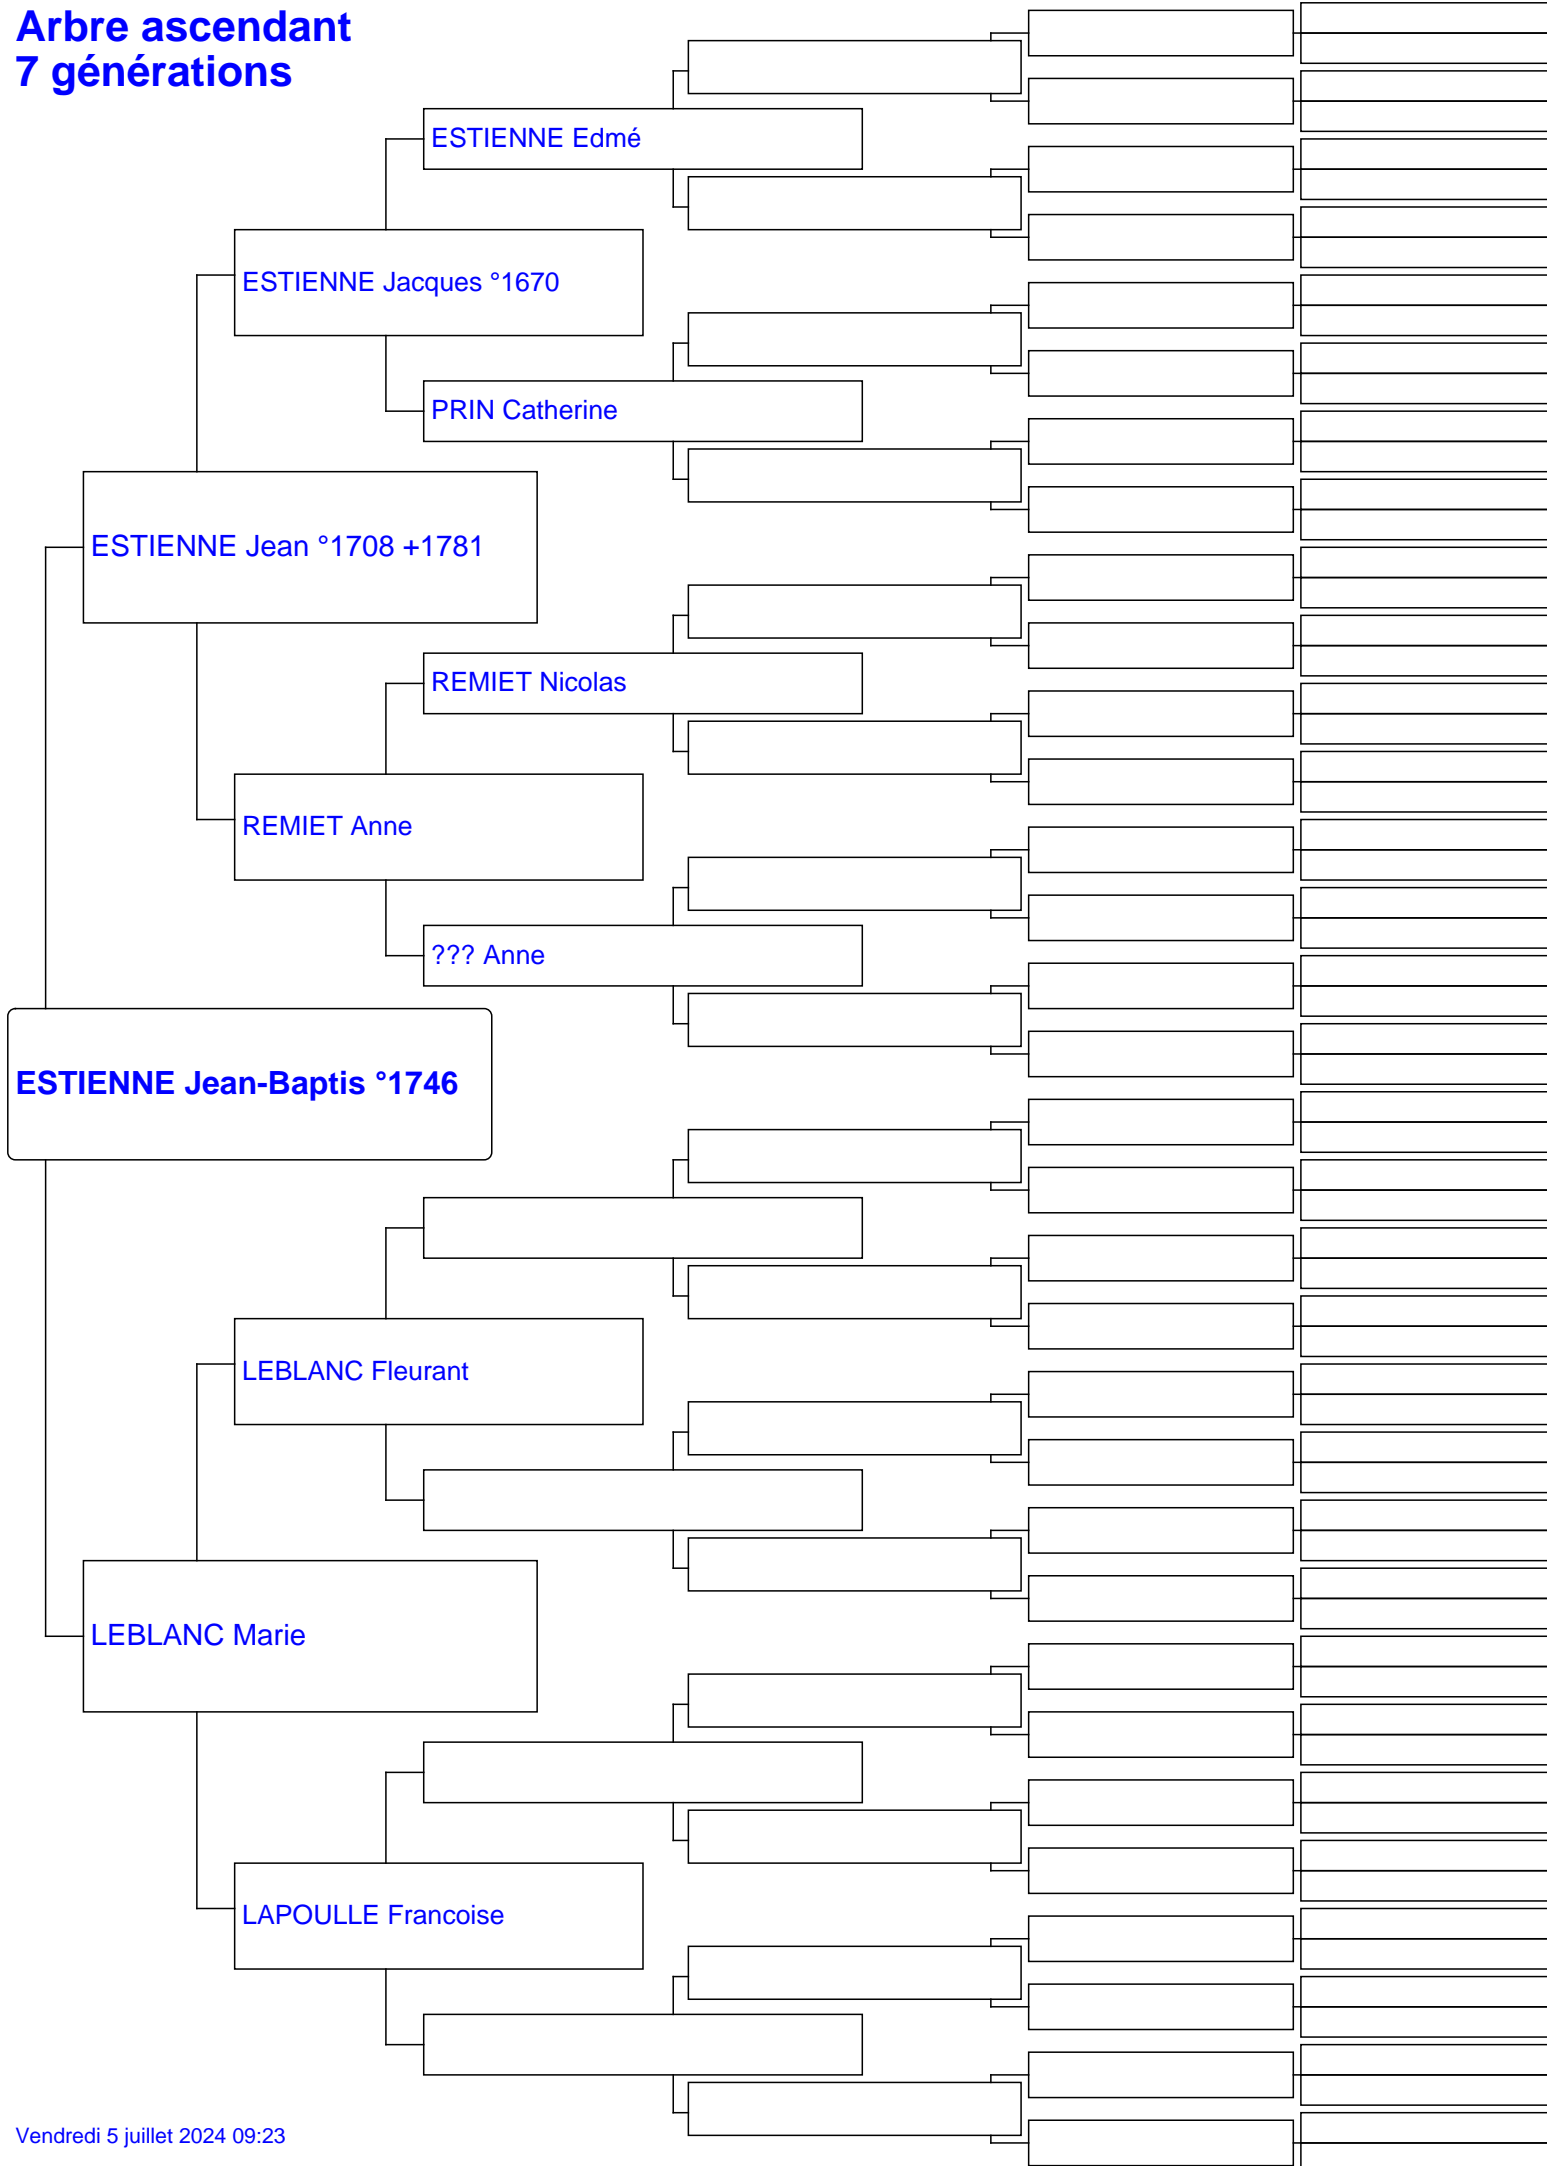 Arbre ascendant
7 générations
ESTIENNE Edmé
ESTIENNE Jacques °1670
PRIN Catherine
ESTIENNE Jean °1708 +1781
REMIET Nicolas
REMIET Anne
??? Anne
ESTIENNE Jean-Baptis °1746
LEBLANC Fleurant
LEBLANC Marie
LAPOULLE Francoise
Vendredi 5 juillet 2024 09:23